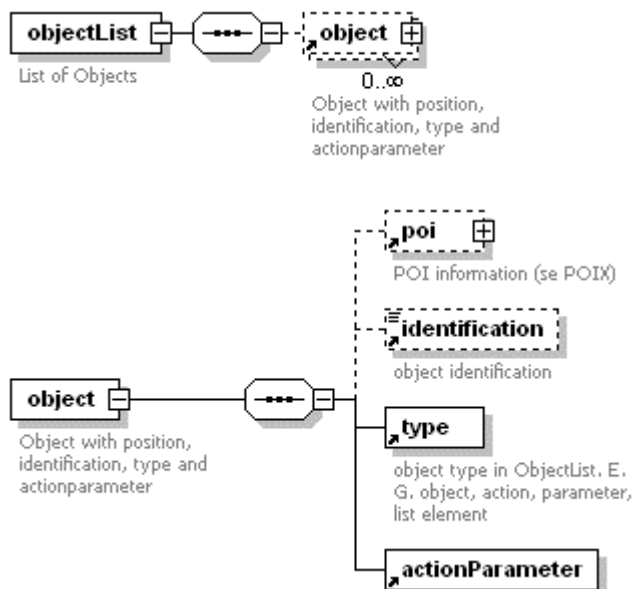 objectList
object
List of Objects
0..∞
Object with position,
identification, type and
actionparameter
poi
POI information (se POIX)
identification
object identification
object
Object with position,
identification, type and
actionparameter
type
object type in ObjectList. E.
G. object, action, parameter,
list element
actionParameter